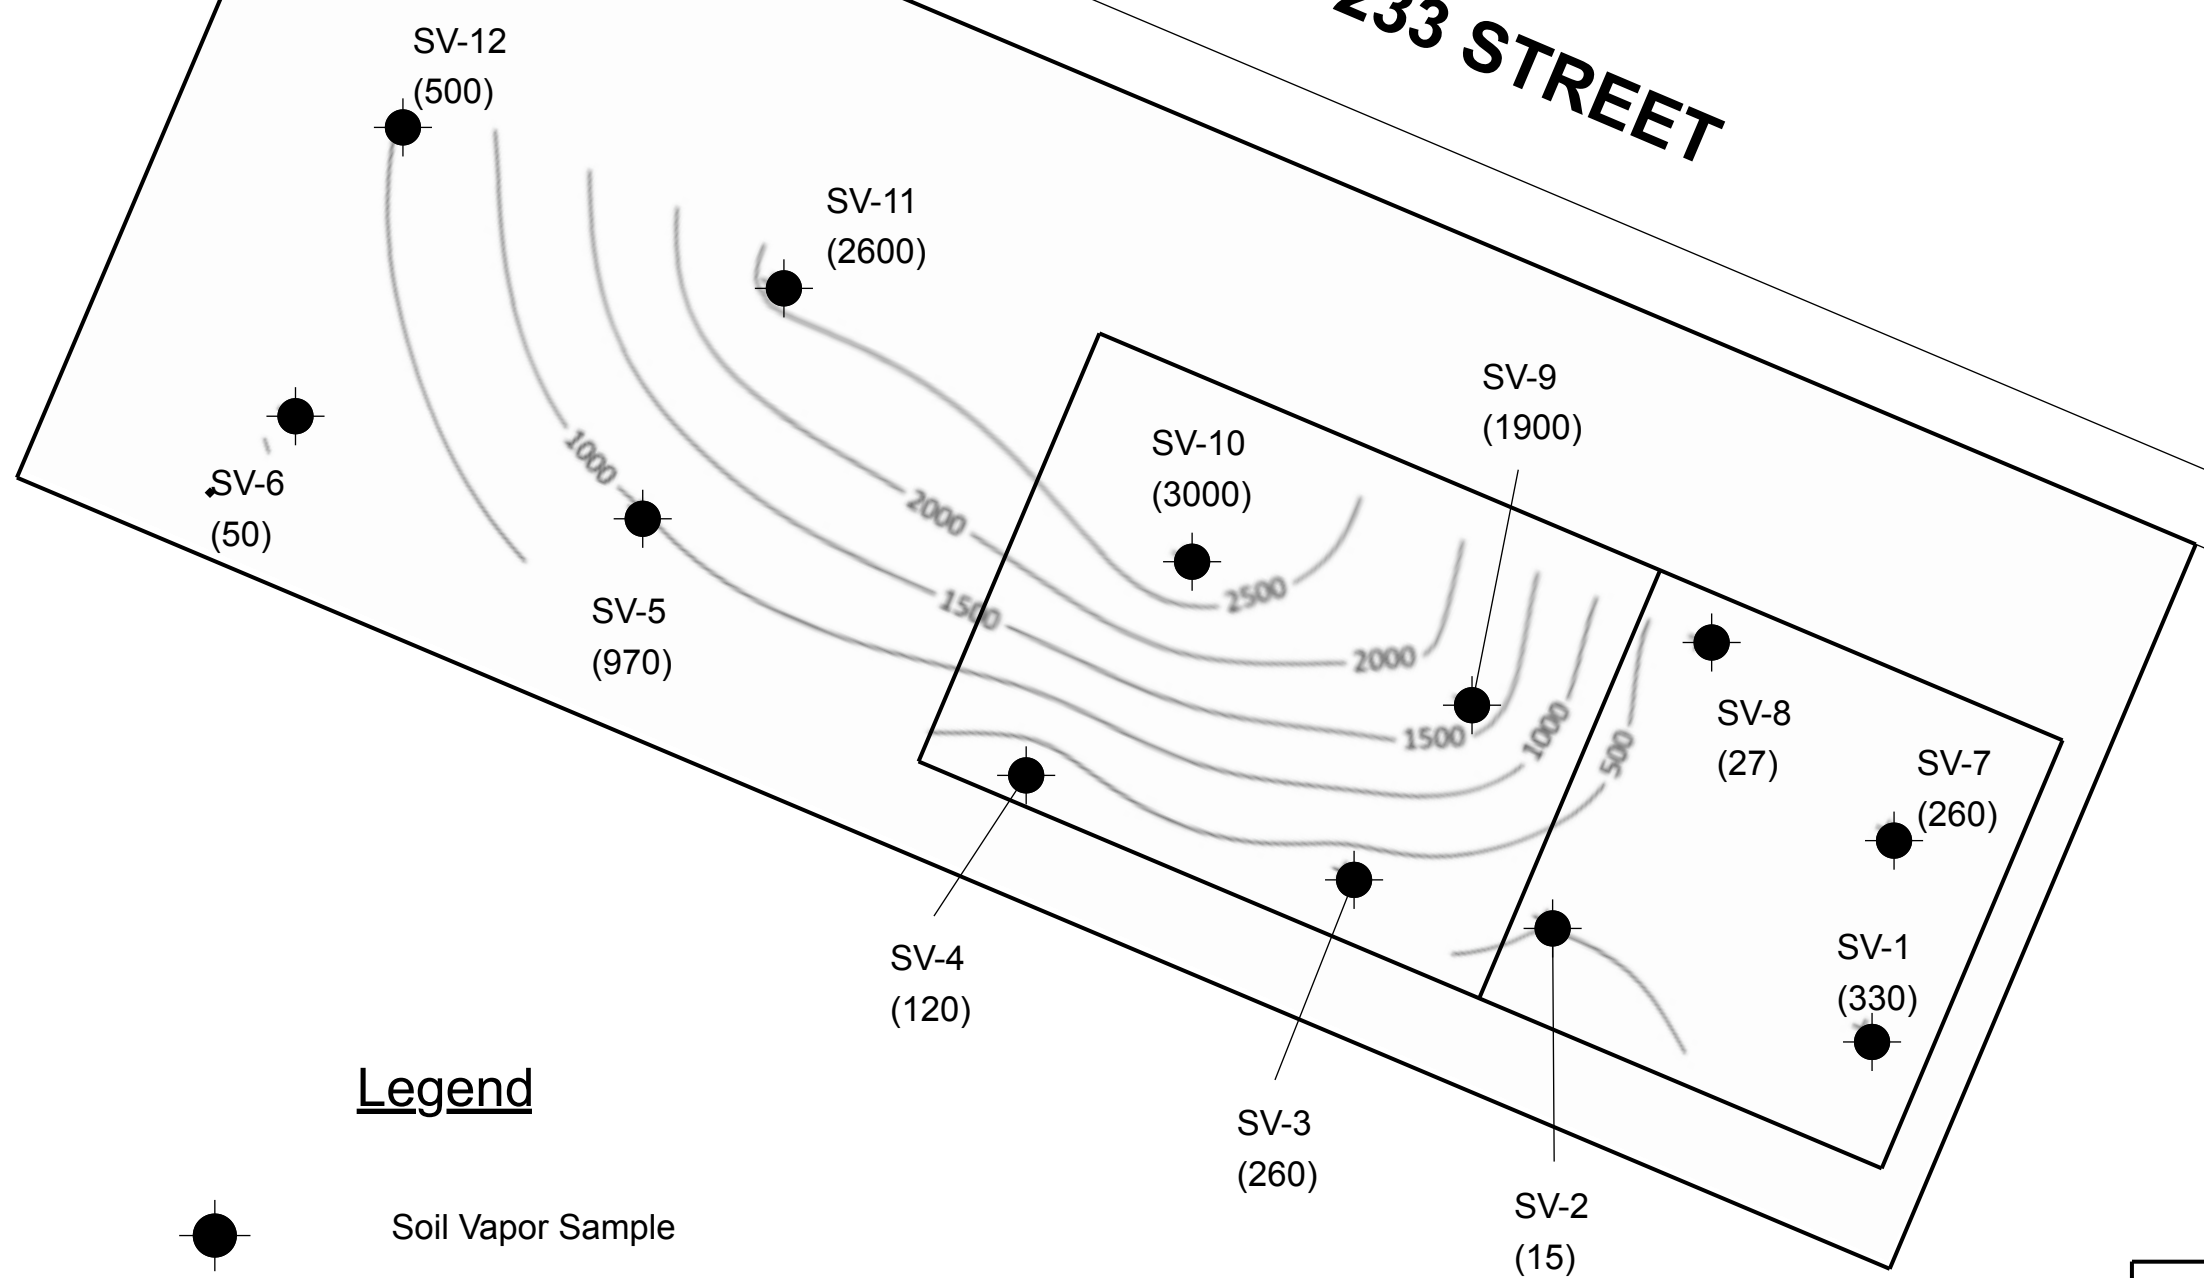 233 STREET
SV-12
(500)
SV-11
(2600)
SV-9
(1900)
SV-10
(3000)
1000
2000
SV-6
(50)
1500
2500
SV-5
(970)
2000
1500
1000
500
SV-8
(27)
SV-7
(260)
SV-4
(120)
SV-1
(330)
SV-3
(260)
SV-2
(15)
Legend
Soil Vapor Sample